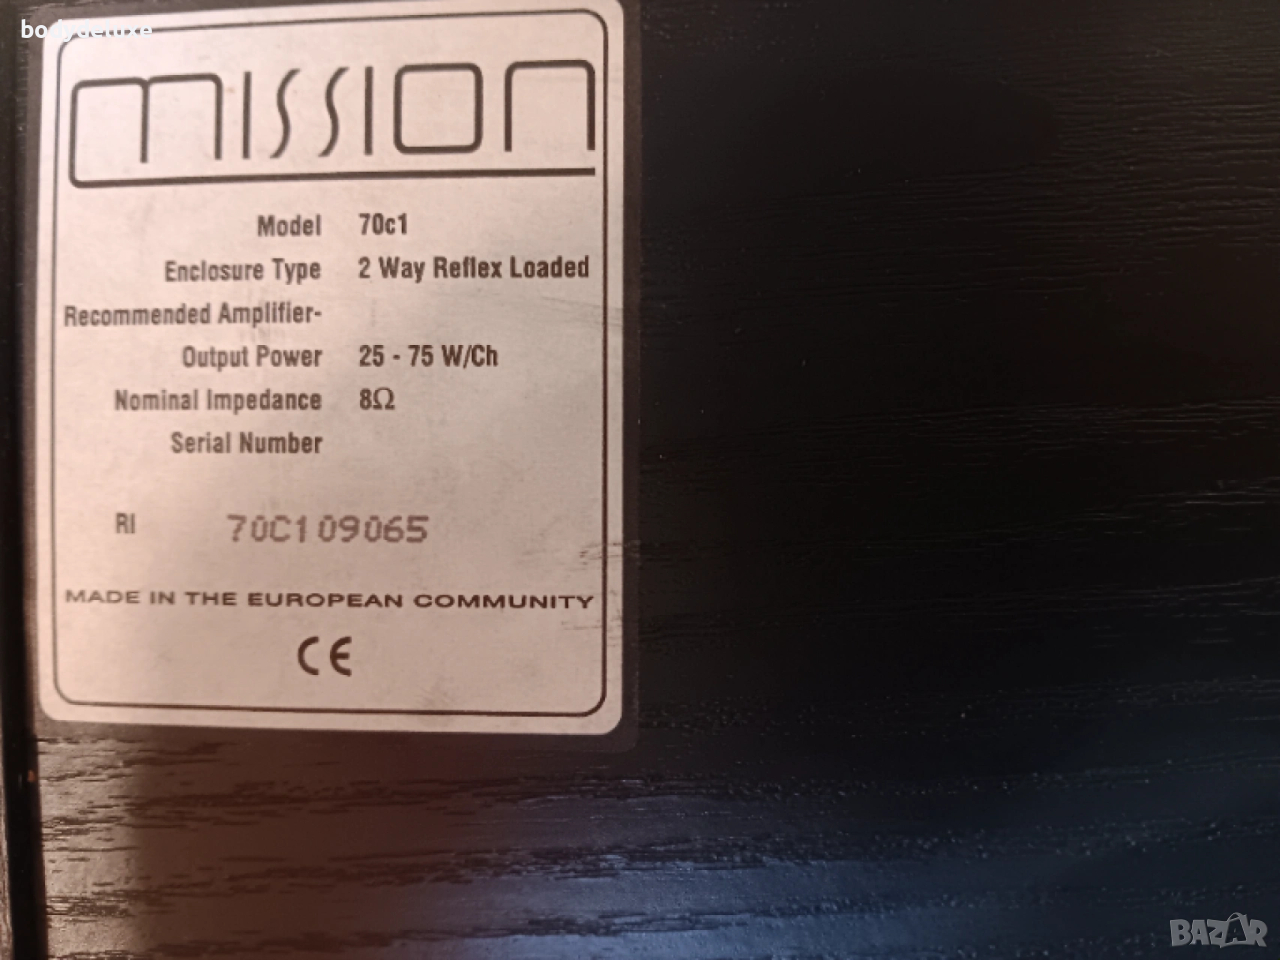 bodydeluxe
mission
Model 70c1
Enclosure Type 2 Way Reflex Loaded
Recommended Amplifier-
Output Power 25 - 75 W/Ch
Nominal Impedance 8Ω
Serial Number
RI 70C109065
MADE IN THE EUROPEAN COMMUNITY
CE
BAZAR